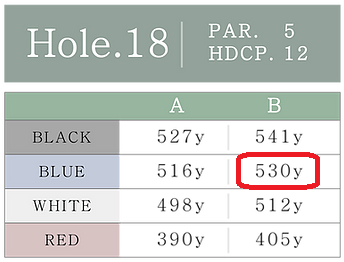 Hole.18
PAR. 5
HDCP. 12
A B
BLACK 527y 541y
BLUE 516y 530y
WHITE 498y 512y
RED 390y 405y